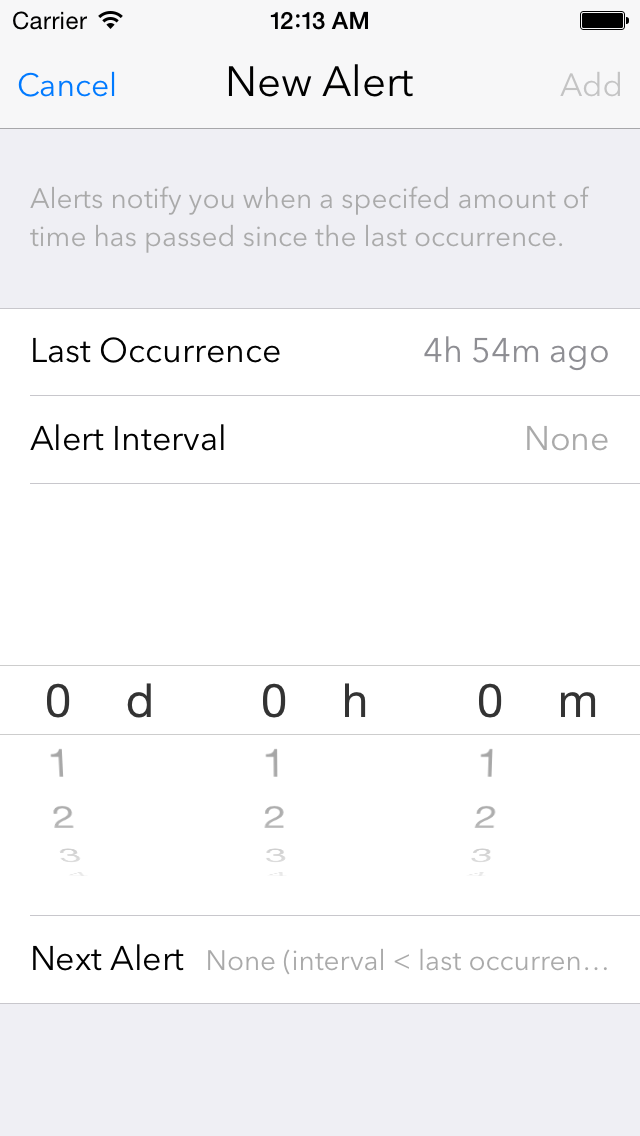 Carrier 12:13 AM
Cancel New Alert Add
Alerts notify you when a specifed amount of
time has passed since the last occurrence.
Last Occurrence 4h 54m ago
Alert Interval None
0 d 0 h 0 m
1 1 1
2 2 2
3 3 3
Next Alert None (interval < last occurren...